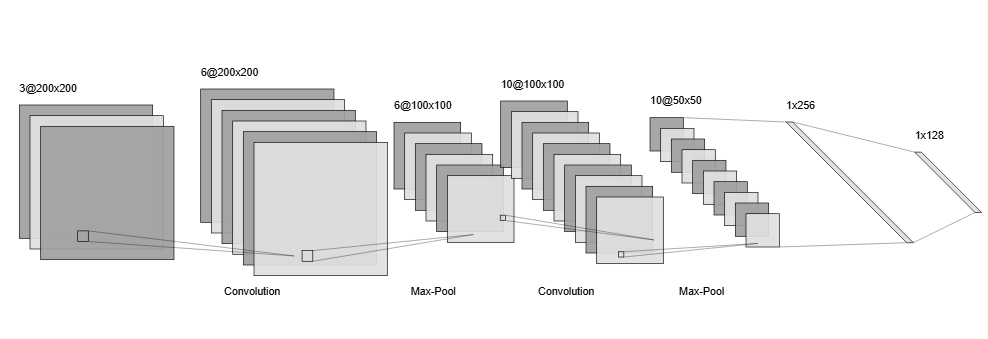 3@200x200
6@200x200
6@100x100
10@100x100
10@50x50
1x256
1x128
Convolution
Max-Pool
Convolution
Max-Pool